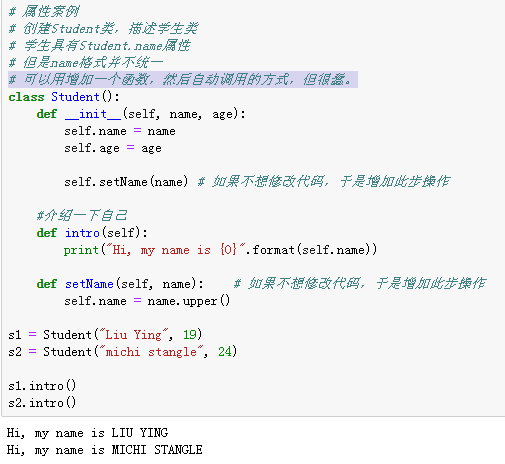 # 属性案例
# 创建Student类，描述学生类
# 学生具有Student.name属性
# 但是name格式并不统一
# 可以用增加一个函数，然后自动调用的方式，但很蠢。
class Student():
    def __init__(self, name, age):
        self.name = name
        self.age = age

        self.setName(name) # 如果不想修改代码，于是增加此步操作

    #介绍一下自己
    def intro(self):
        print("Hi, my name is {0}".format(self.name))

    def setName(self, name):    # 如果不想修改代码，于是增加此步操作
        self.name = name.upper()

s1 = Student("Liu Ying", 19)
s2 = Student("michi stangle", 24)

s1.intro()
s2.intro()

Hi, my name is LIU YING
Hi, my name is MICHI STANGLE